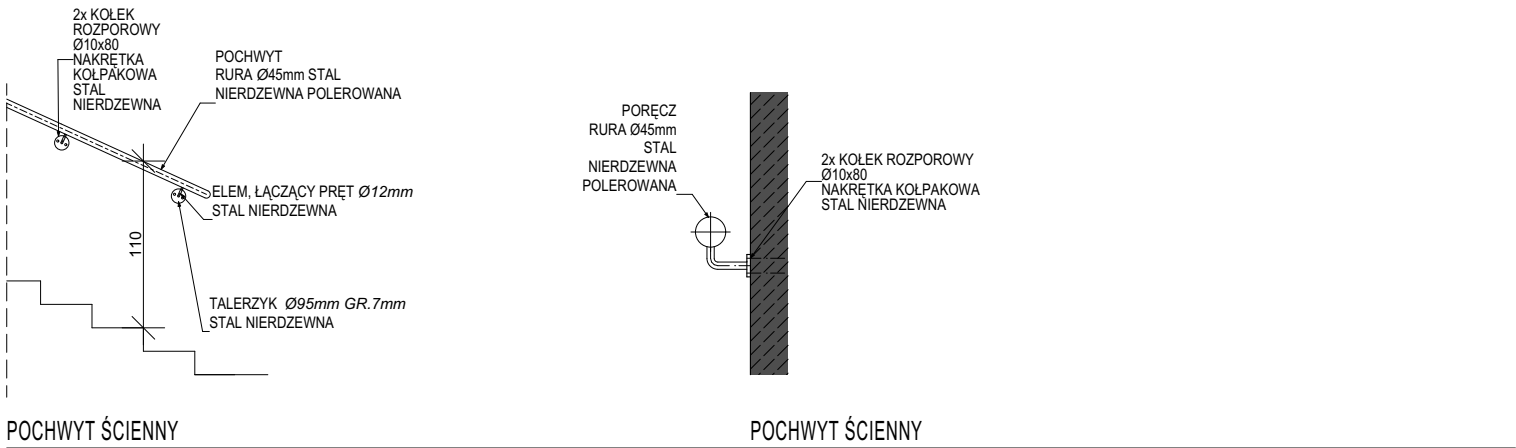 2x KOŁEK
ROZPOROWY
Ø10x80
NAKRĘTKA
KOŁPAKOWA
STAL
NIERDZEWNA
POCHWYT
RURA Ø45mm STAL
NIERDZEWNA POLEROWANA
ELEM, ŁĄCZĄCY PRĘT Ø12mm
STAL NIERDZEWNA
110
TALERZYK Ø95mm GR.7mm
STAL NIERDZEWNA
POCHWYT ŚCIENNY
PORĘCZ
RURA Ø45mm
STAL
NIERDZEWNA
POLEROWANA
2x KOŁEK ROZPOROWY
Ø10x80
NAKRĘTKA KOŁPAKOWA
STAL NIERDZEWNA
POCHWYT ŚCIENNY